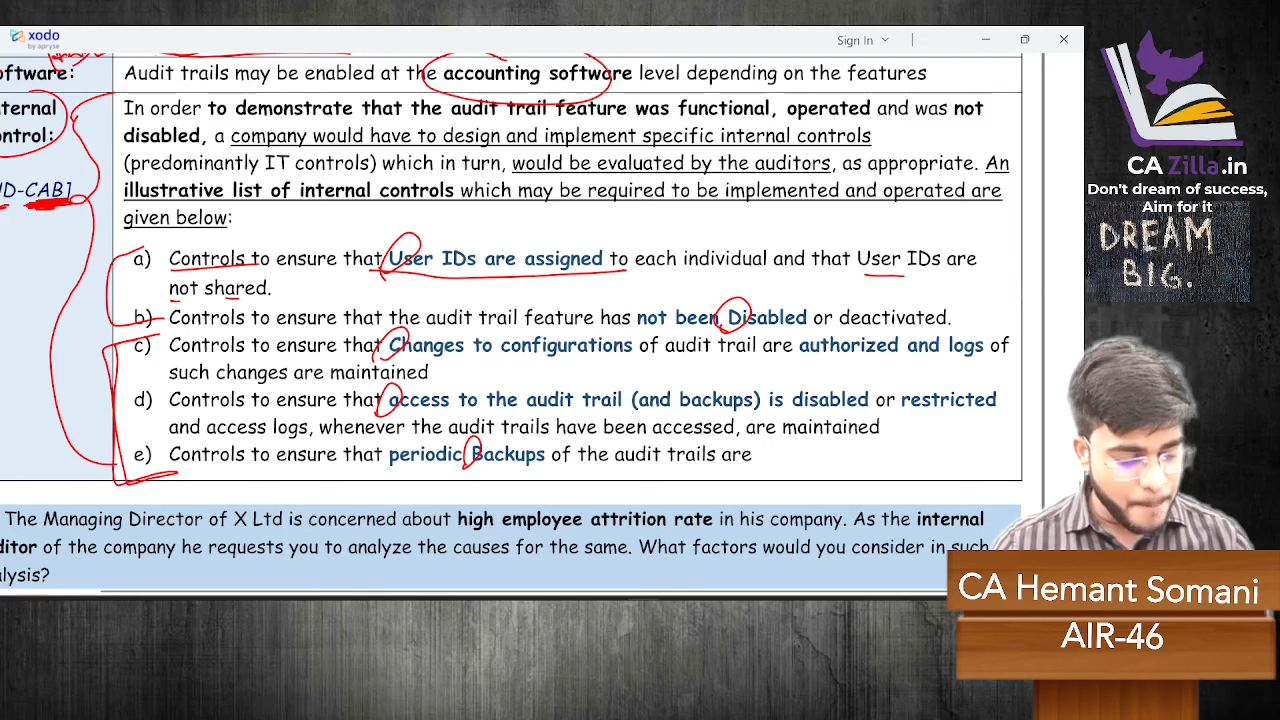 xodo
by apryse
Sign In
oftware:
Audit trails may be enabled at the accounting software level depending on the features
nternal
ontrol:
ID-CAB]
In order to demonstrate that the audit trail feature was functional, operated and was not
disabled, a company would have to design and implement specific internal controls
(predominantly IT controls) which in turn, would be evaluated by the auditors, as appropriate. An
illustrative list of internal controls which may be required to be implemented and operated are
given below:
a) Controls to ensure that User IDs are assigned to each individual and that User IDs are
not shared.
b) Controls to ensure that the audit trail feature has not been Disabled or deactivated.
c) Controls to ensure that Changes to configurations of audit trail are authorized and logs of
such changes are maintained
d) Controls to ensure that access to the audit trail (and backups) is disabled or restricted
and access logs, whenever the audit trails have been accessed, are maintained
e) Controls to ensure that periodic Backups of the audit trails are
The Managing Director of X Ltd is concerned about high employee attrition rate in his company. As the internal
ditor of the company he requests you to analyze the causes for the same. What factors would you consider in such
alysis?
CA Zilla.in
Don't dream of success,
Aim for it
DREAM
BIG.
CA Hemant Somani
AIR-46